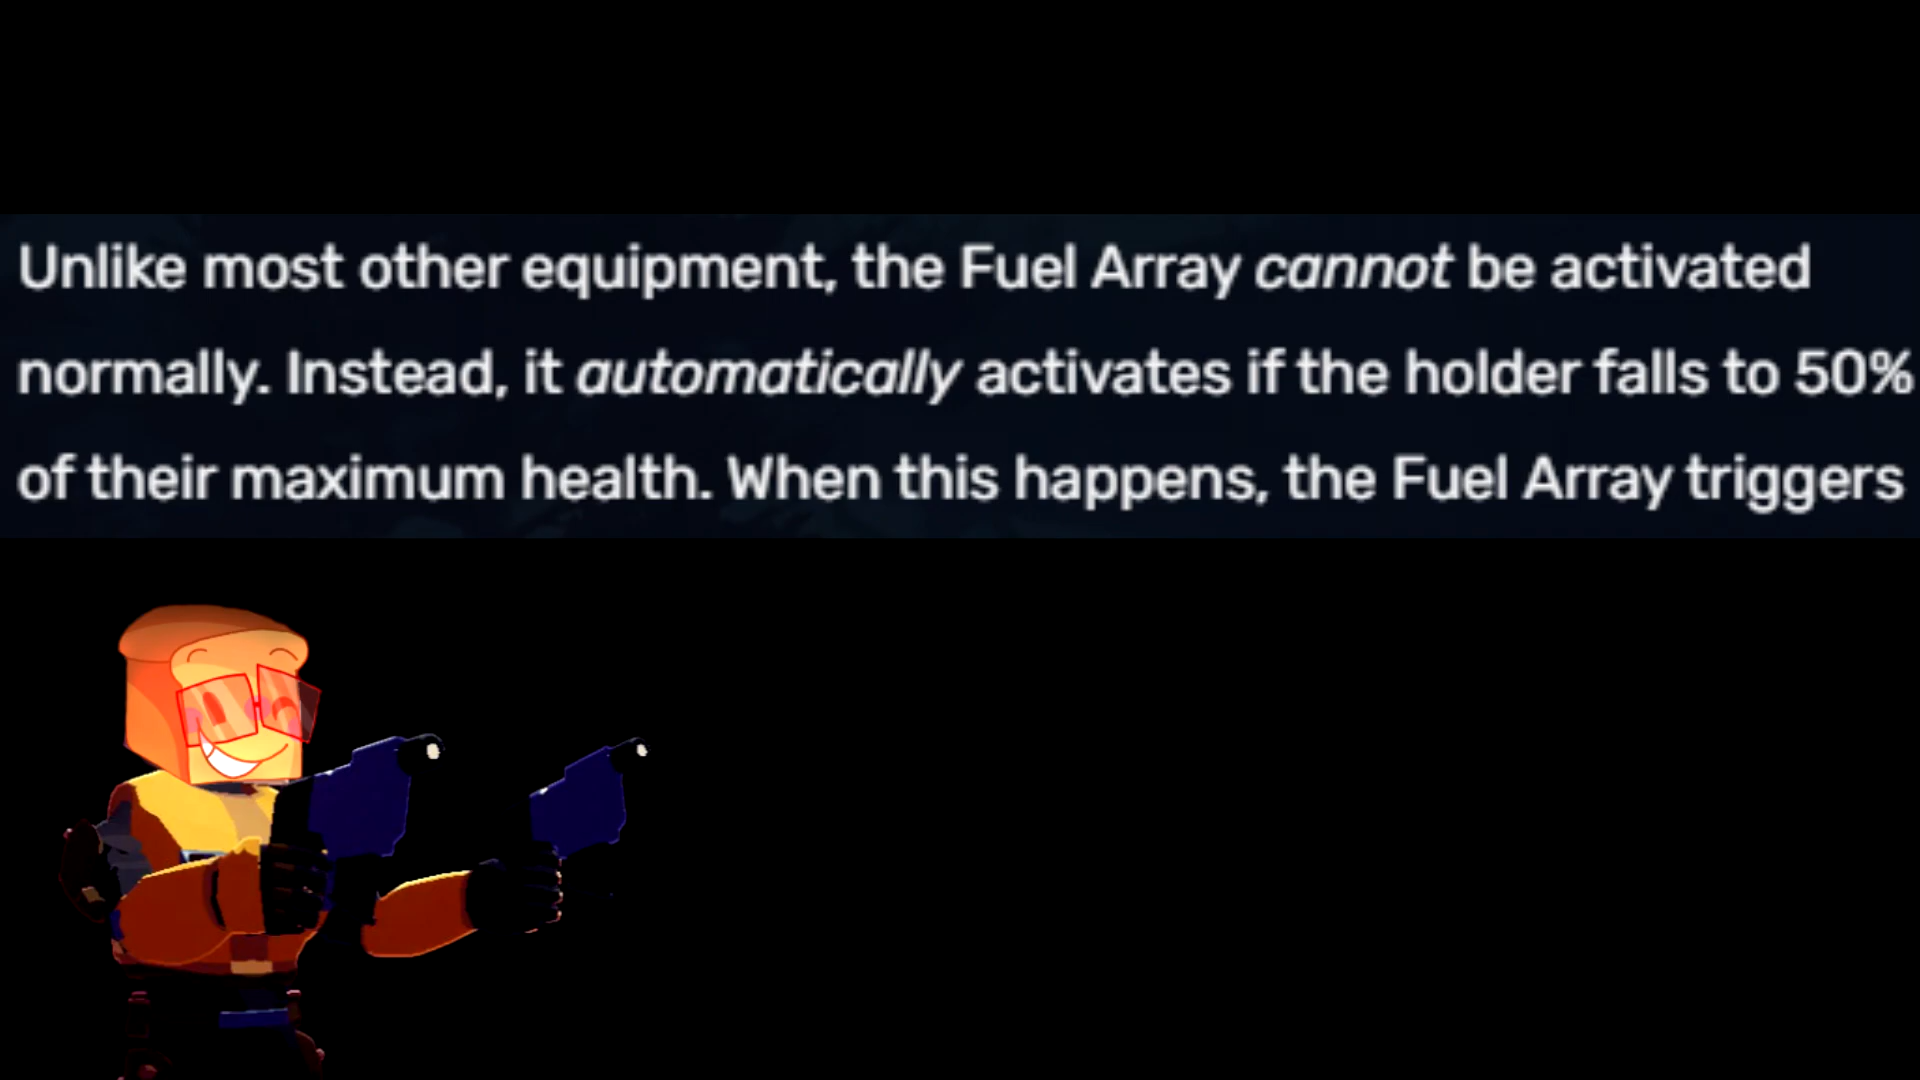 Unlike most other equipment, the Fuel Array cannot be activated
normally. Instead, it automatically activates if the holder falls to 50%
of their maximum health. When this happens, the Fuel Array triggers